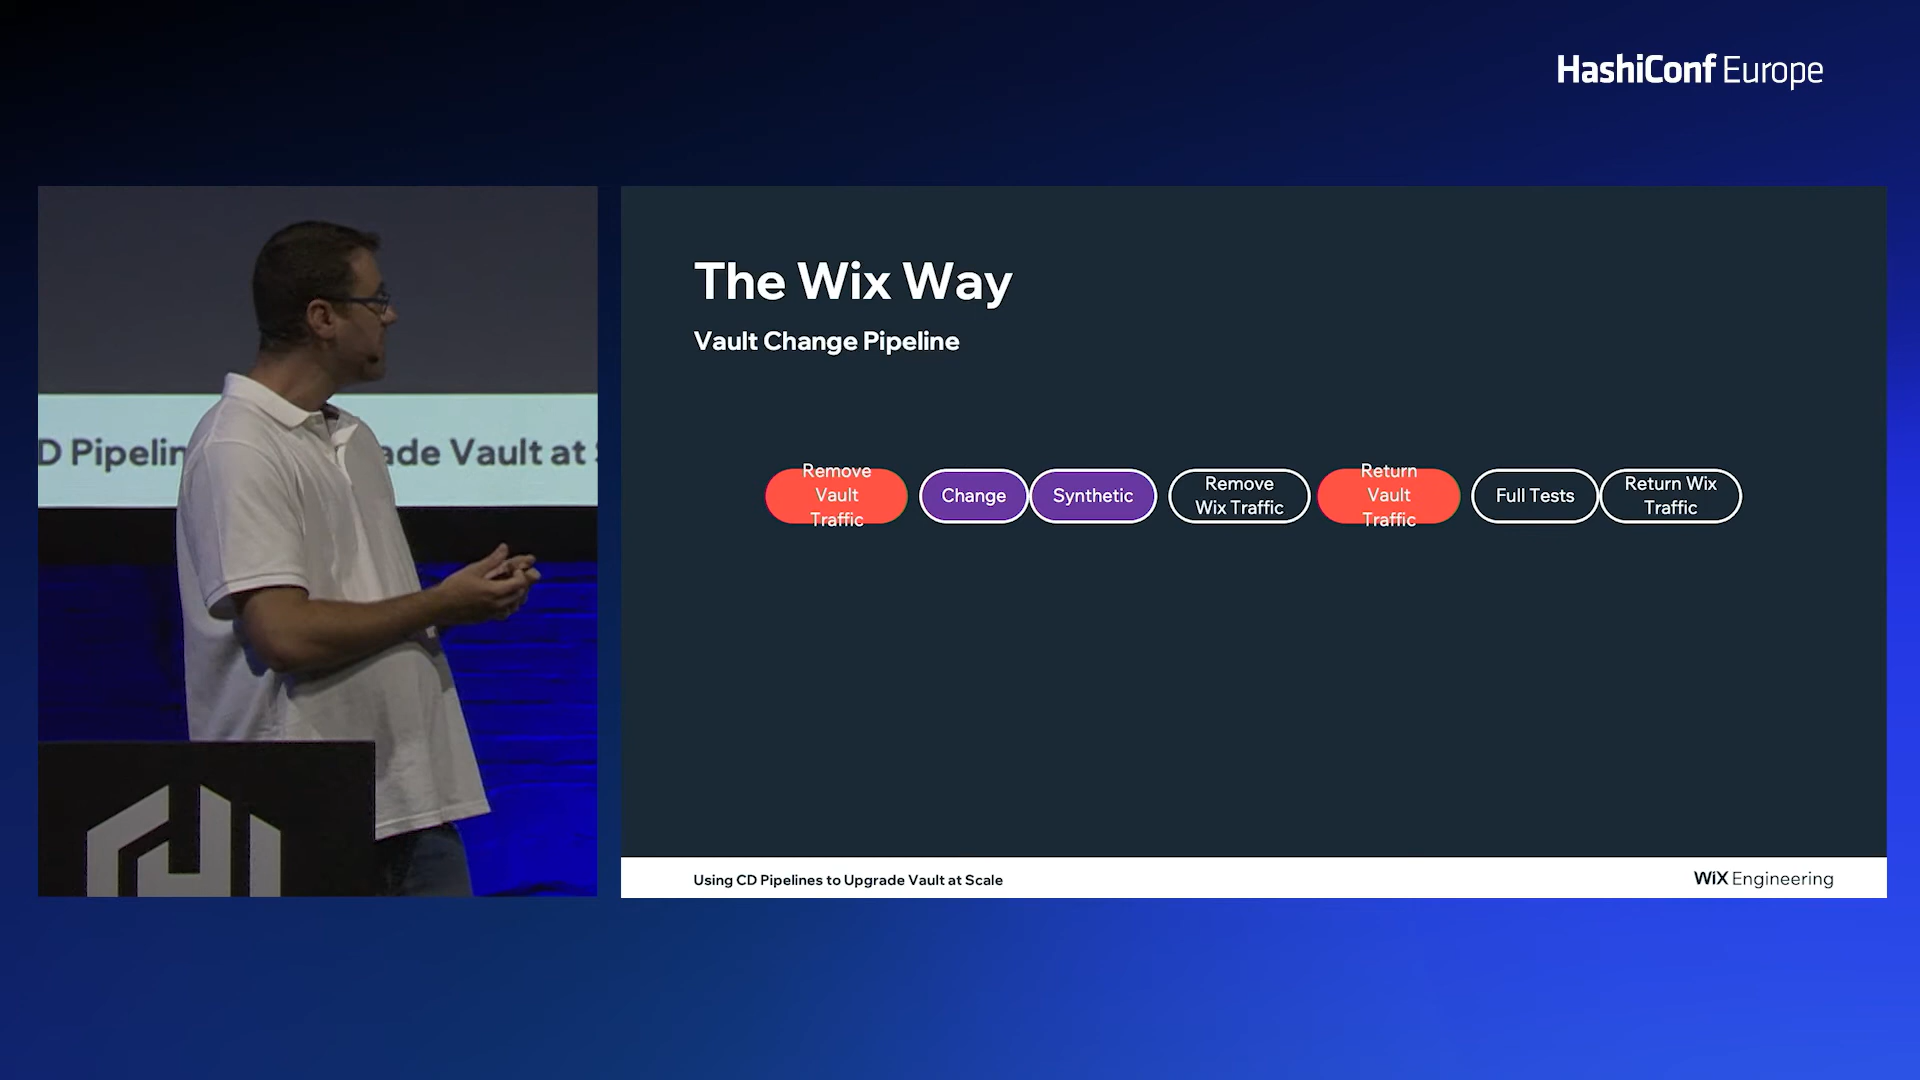 HashiConf Europe
D Pipelin ade Vault at
The Wix Way
Vault Change Pipeline
Remove
Vault
Traffic
Change
Synthetic
Remove
Wix Traffic
Return
Vault
Traffic
Full Tests
Return Wix
Traffic
Using CD Pipelines to Upgrade Vault at Scale
WiX Engineering